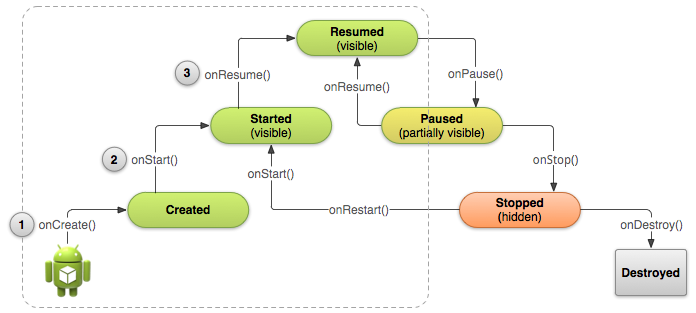 Resumed
(visible)
3
onResume()
onPause()
onResume()
Started
(visible)
Paused
(partially visible)
2
onStart()
onStart()
onStop()
Created
onRestart()
Stopped
(hidden)
1
onCreate()
onDestroy()
Destroyed